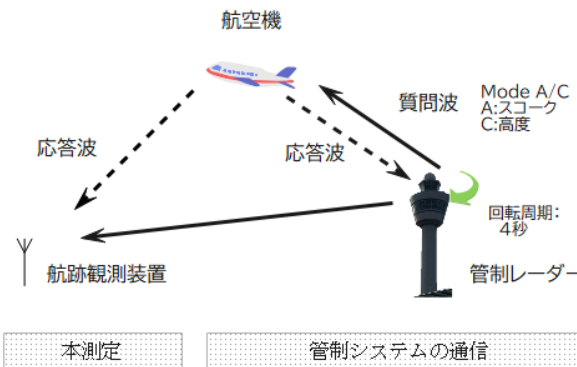 航空機
質問波
Mode A/C
A:スコーク
C:高度
応答波
応答波
回転周期:
4秒
航跡観測装置
管制レーダー
本測定
管制システムの通信